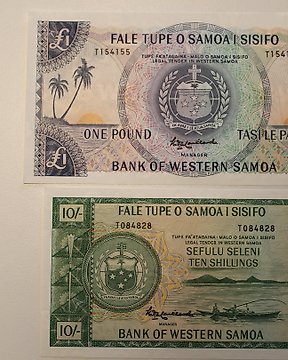 £1 FALE TUPE O SAMOA I SISIFO
T154155 T154
TUPE FA'ATAGAINA · MALO O SAMOA I SISIFO
LEGAL TENDER IN WESTERN SAMOA
ONE POUND TASI LE PA
MANAGER
£1 BANK OF WESTERN SAMOA
10/- FALE TUPE O SAMOA I SISIFO
T084828 T084828
TUPE FA'ATAGAINA · MALO O SAMOA I SISIFO
LEGAL TENDER IN WESTERN SAMOA
SEFULU SELENI
TEN SHILLINGS
MANAGER
10/- BANK OF WESTERN SAMOA